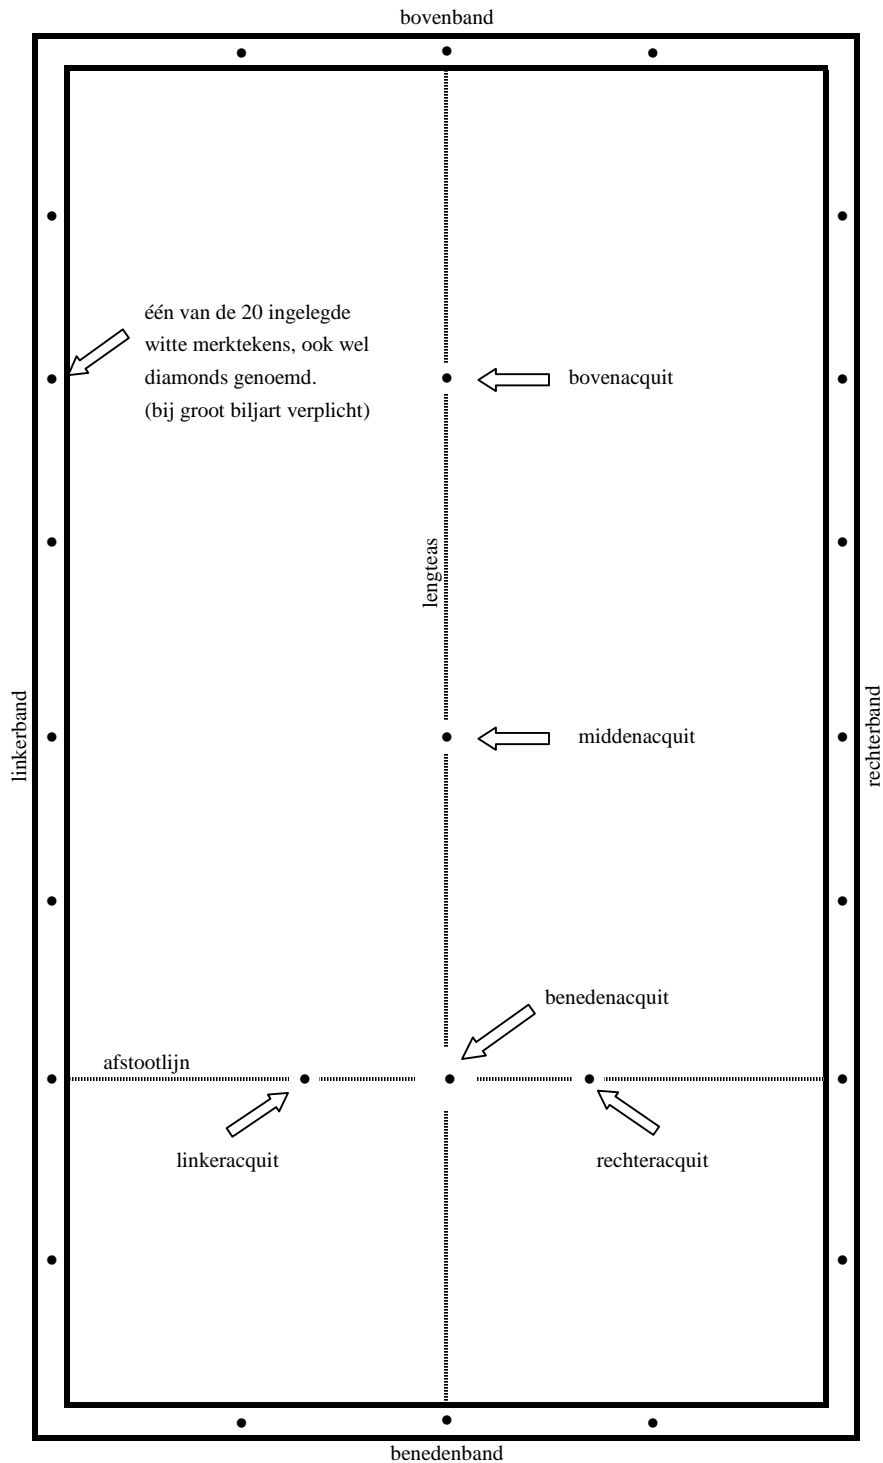 bovenband
één van de 20 ingelegde
witte merktekens, ook wel
diamonds genoemd.
(bij groot biljart verplicht)
bovenacquit
lengteas
linkerband
middenacquit
rechterband
benedenacquit
afstootlijn
linkeracquit
rechteracquit
benedenband